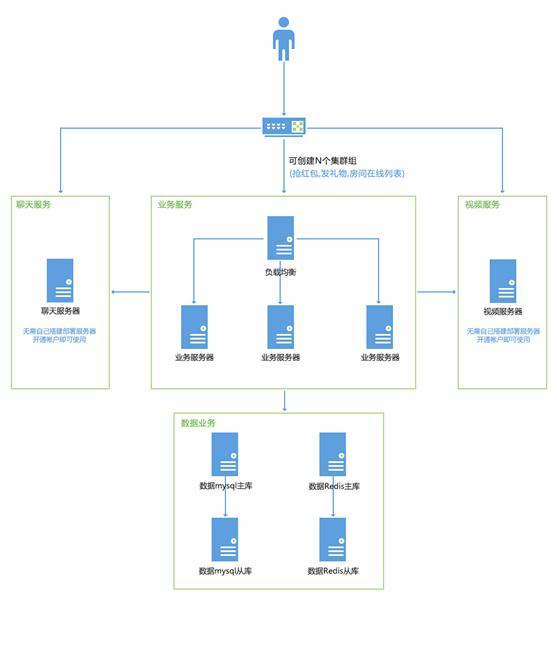 可创建N个集群组
(抢红包,发礼物,房间在线列表)
聊天服务
业务服务
视频服务
负载均衡
聊天服务器
无需自己搭建部署服务器
开通帐户即可使用
业务服务器
业务服务器
业务服务器
视频服务器
无需自己搭建部署服务器
开通帐户即可使用
数据业务
数据mysql主库
数据Redis主库
数据mysql从库
数据Redis从库